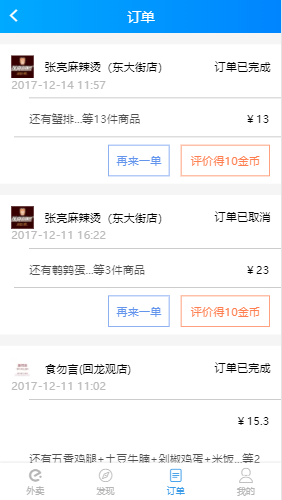 订单
张亮麻辣烫（东大街店）
订单已完成
2017-12-14 11:57
还有蟹排...等13件商品
¥ 13
再来一单
评价得10金币
张亮麻辣烫（东大街店）
订单已取消
2017-12-11 16:22
还有鹌鹑蛋...等3件商品
¥ 23
再来一单
评价得10金币
食勿言(回龙观店)
订单已完成
2017-12-11 11:02
¥ 15.3
还有五香鸡腿+土豆牛腩+剁椒鸡蛋+米饭...等2
外卖
发现
订单
我的